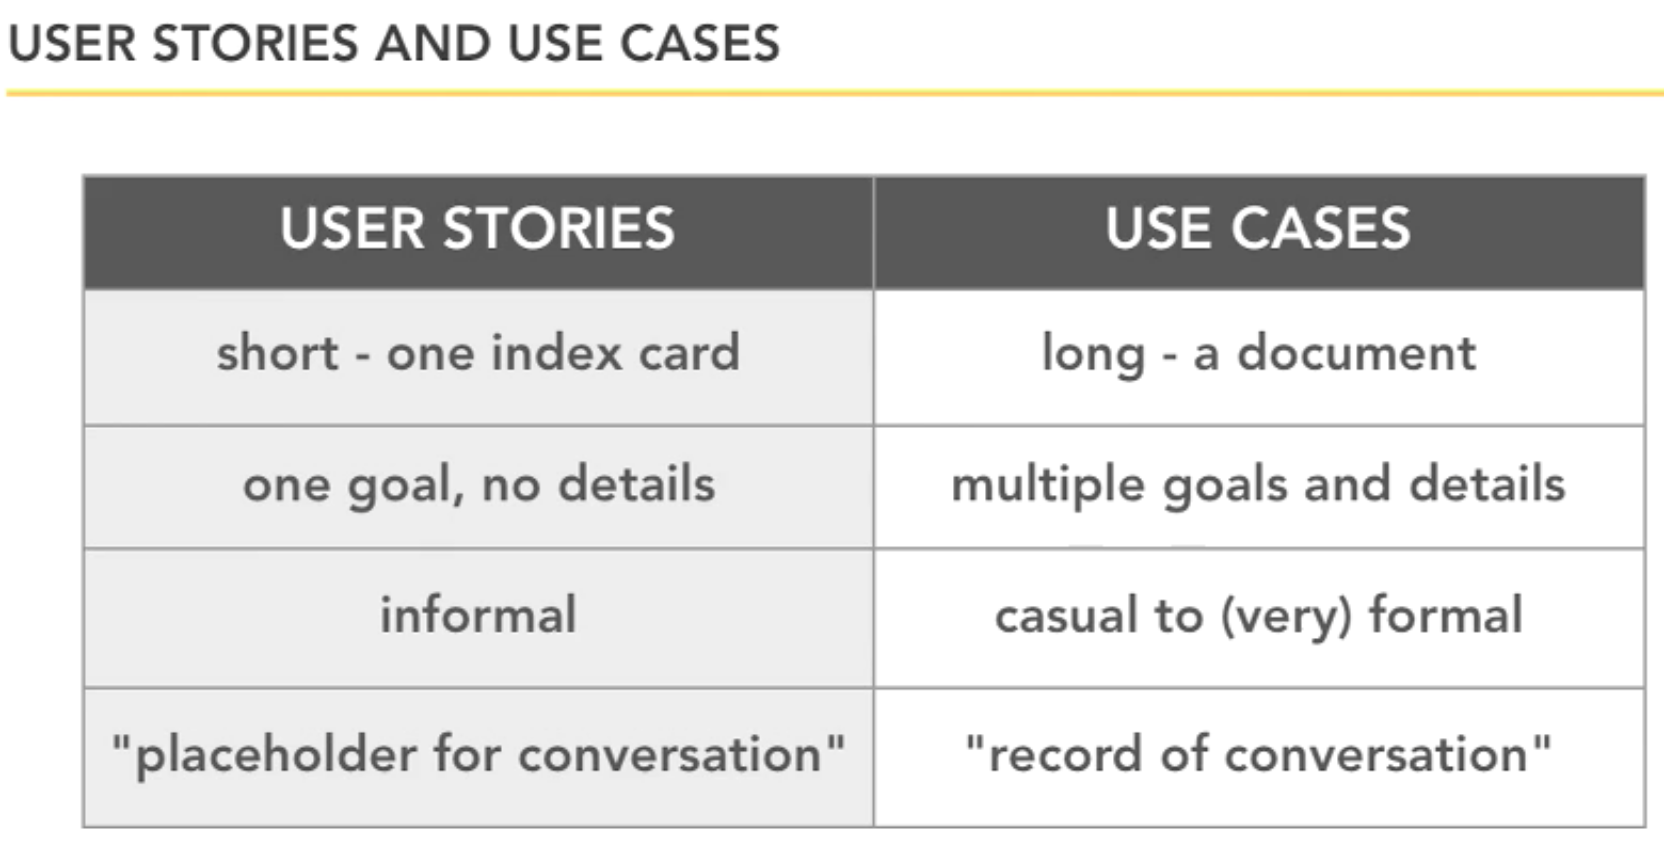 USER STORIES AND USE CASES
USER STORIES
USE CASES
short - one index card
long - a document
one goal, no details
multiple goals and details
informal
casual to (very) formal
"placeholder for conversation"
"record of conversation"